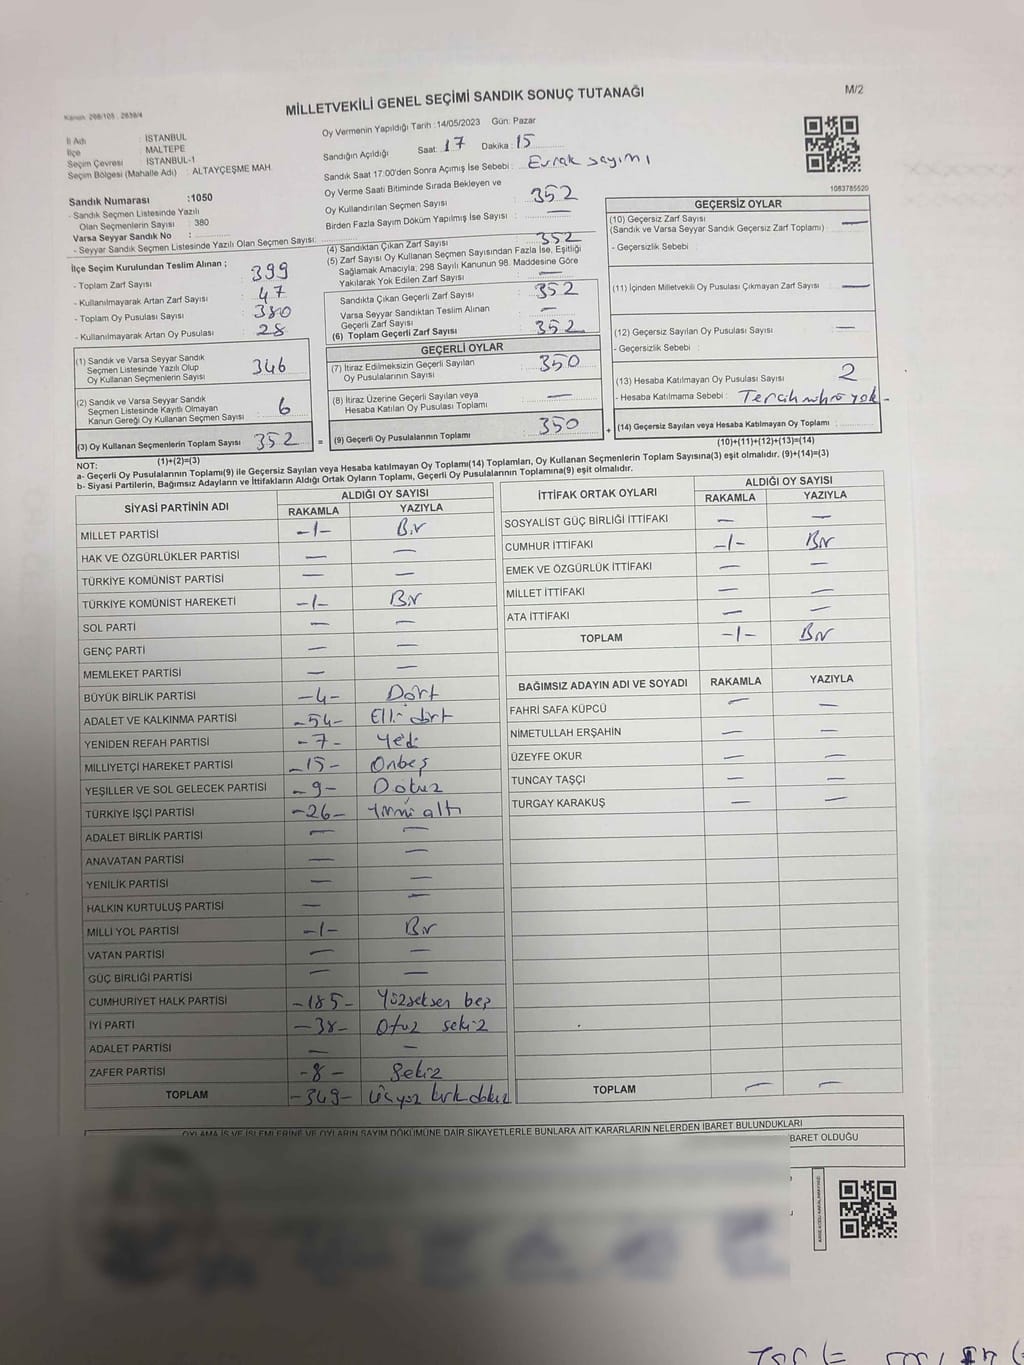 Kanun 298/105 , 2839/4
MİLLETVEKİLİ GENEL SEÇİMİ SANDIK SONUÇ TUTANAĞI
M/2
İl Adı : İSTANBUL
İlçe : MALTEPE
Seçim Çevresi : İSTANBUL-1
Seçim Bölgesi (Mahalle Adı) : ALTAYÇEŞME MAH
Oy Vermenin Yapıldığı Tarih :14/05/2023 Gün: Pazar
Sandığın Açıldığı Saat: 17 Dakika: 15
Sandık Saat 17:00'den Sonra Açımış İse Sebebi : Evrak sayımı
Oy Verme Saati Bitiminde Sırada Bekleyen ve
Oy Kullandırılan Seçmen Sayısı : 352
Birden Fazla Sayım Döküm Yapılmış İse Sayısı : —
1083785520
Sandık Numarası :1050
- Sandık Seçmen Listesinde Yazılı
Olan Seçmenlerin Sayısı : 380
Varsa Seyyar Sandık No :
- Seyyar Sandık Seçmen Listesinde Yazılı Olan Seçmen Sayısı:
İlçe Seçim Kurulundan Teslim Alınan ;
- Toplam Zarf Sayısı : 399
- Kullanılmayarak Artan Zarf Sayısı : 47
- Toplam Oy Pusulası Sayısı : 380
- Kullanılmayarak Artan Oy Pusulası : 28
(4) Sandıktan Çıkan Zarf Sayısı : 352
(5) Zarf Sayısı Oy Kullanan Seçmen Sayısından Fazla İse, Eşitliği
Sağlamak Amacıyla; 298 Sayılı Kanunun 98. Maddesine Göre
Yakılarak Yok Edilen Zarf Sayısı : —
Sandıkta Çıkan Geçerli Zarf Sayısı : 352
Varsa Seyyar Sandıktan Teslim Alınan
Geçerli Zarf Sayısı : —
(6) Toplam Geçerli Zarf Sayısı : 352
GEÇERSİZ OYLAR
(10) Geçersiz Zarf Sayısı
(Sandık ve Varsa Seyyar Sandık Geçersiz Zarf Toplamı) : —
- Geçersizlik Sebebi :
(11) İçinden Milletvekili Oy Pusulası Çıkmayan Zarf Sayısı : —
(12) Geçersiz Sayılan Oy Pusulası Sayısı : —
- Geçersizlik Sebebi :
(13) Hesaba Katılmayan Oy Pusulası Sayısı : 2
- Hesaba Katılmama Sebebi : Tercih mührü yok-
(14) Geçersiz Sayılan veya Hesaba Katılmayan Oy Toplamı :
(1) Sandık ve Varsa Seyyar Sandık
Seçmen Listesinde Yazılı Olup
Oy Kullanan Seçmenlerin Sayısı : 346
(2) Sandık ve Varsa Seyyar Sandık
Seçmen Listesinde Kayıtlı Olmayan
Kanun Gereği Oy Kullanan Seçmen Sayısı : 6
(3) Oy Kullanan Seçmenlerin Toplam Sayısı 352 =
GEÇERLİ OYLAR
(7) İtiraz Edilmeksizin Geçerli Sayılan
Oy Pusulalarının Sayısı : 350
(8) İtiraz Üzerine Geçerli Sayılan veya
Hesaba Katılan Oy Pusulası Toplamı : —
(9) Geçerli Oy Pusulalarının Toplamı : 350 +
NOT: (1)+(2)=(3)
(10)+(11)+(12)+(13)=(14)
a- Geçerli Oy Pusulalarının Toplamı(9) ile Geçersiz Sayılan veya Hesaba katılmayan Oy Toplamı(14) Toplamları, Oy Kullanan Seçmenlerin Toplam Sayısına(3) eşit olmalıdır. (9)+(14)=(3)
b- Siyasi Partilerin, Bağımsız Adayların ve İttifakların Aldığı Ortak Oyların Toplamı, Geçerli Oy Pusulalarının Toplamına(9) eşit olmalıdır.
SİYASİ PARTİNİN ADI ALDIĞI OY SAYISI
RAKAMLA YAZIYLA
MİLLET PARTİSİ -1- Bir
HAK VE ÖZGÜRLÜKLER PARTİSİ — —
TÜRKİYE KOMÜNİST PARTİSİ — —
TÜRKİYE KOMÜNİST HAREKETİ -1- Bir
SOL PARTİ — —
GENÇ PARTİ — —
MEMLEKET PARTİSİ — —
BÜYÜK BİRLİK PARTİSİ -4- Dört
ADALET VE KALKINMA PARTİSİ -54- Elli dört
YENİDEN REFAH PARTİSİ -7- Yedi
MİLLİYETÇİ HAREKET PARTİSİ -15- Onbeş
YEŞİLLER VE SOL GELECEK PARTİSİ -9- Dokuz
TÜRKİYE İŞÇİ PARTİSİ -26- Yirmi altı
ADALET BİRLİK PARTİSİ — —
ANAVATAN PARTİSİ — —
YENİLİK PARTİSİ — —
HALKIN KURTULUŞ PARTİSİ — —
MİLLİ YOL PARTİSİ -1- Bir
VATAN PARTİSİ — —
GÜÇ BİRLİĞİ PARTİSİ — —
CUMHURİYET HALK PARTİSİ -185- Yüzseksen beş
İYİ PARTİ -38- Otuz sekiz
ADALET PARTİSİ — —
ZAFER PARTİSİ -8- Sekiz
TOPLAM -349- Üçyüz kırkdokuz
İTTİFAK ORTAK OYLARI ALDIĞI OY SAYISI
RAKAMLA YAZIYLA
SOSYALİST GÜÇ BİRLİĞİ İTTİFAKI — —
CUMHUR İTTİFAKI -1- Bir
EMEK VE ÖZGÜRLÜK İTTİFAKI — —
MİLLET İTTİFAKI — —
ATA İTTİFAKI — —
TOPLAM -1- Bir
BAĞIMSIZ ADAYIN ADI VE SOYADI RAKAMLA YAZIYLA
FAHRİ SAFA KÜPCÜ — —
NİMETULLAH ERŞAHİN — —
ÜZEYFE OKUR — —
TUNCAY TAŞÇI — —
TURGAY KARAKUŞ — —
TOPLAM — —
OYLAMA İŞ VE İŞLEMLERİNE VE OYLARIN SAYIM DÖKÜMÜNE DAİR ŞİKAYETLERLE BUNLARA AİT KARARLARIN NELERDEN İBARET BULUNDUKLARI
İBARET OLDUĞU